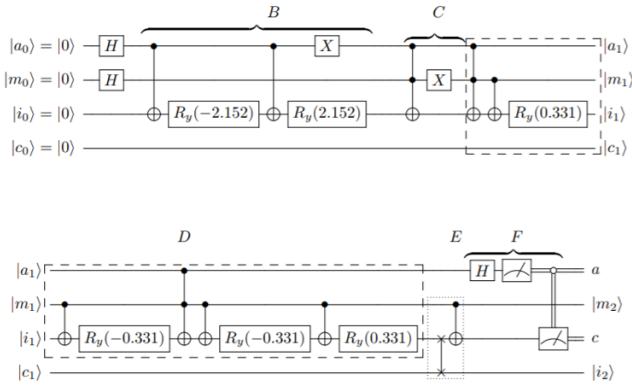 B C
|a₀⟩ = |0⟩ H X |a₁⟩
|m₀⟩ = |0⟩ H X |m₁⟩
|i₀⟩ = |0⟩ R_y(−2.152) R_y(2.152) R_y(0.331) |i₁⟩
|c₀⟩ = |0⟩ |c₁⟩
D E F
|a₁⟩ H a
|m₁⟩ |m₂⟩
|i₁⟩ R_y(−0.331) R_y(−0.331) R_y(0.331) c
|c₁⟩ |i₂⟩